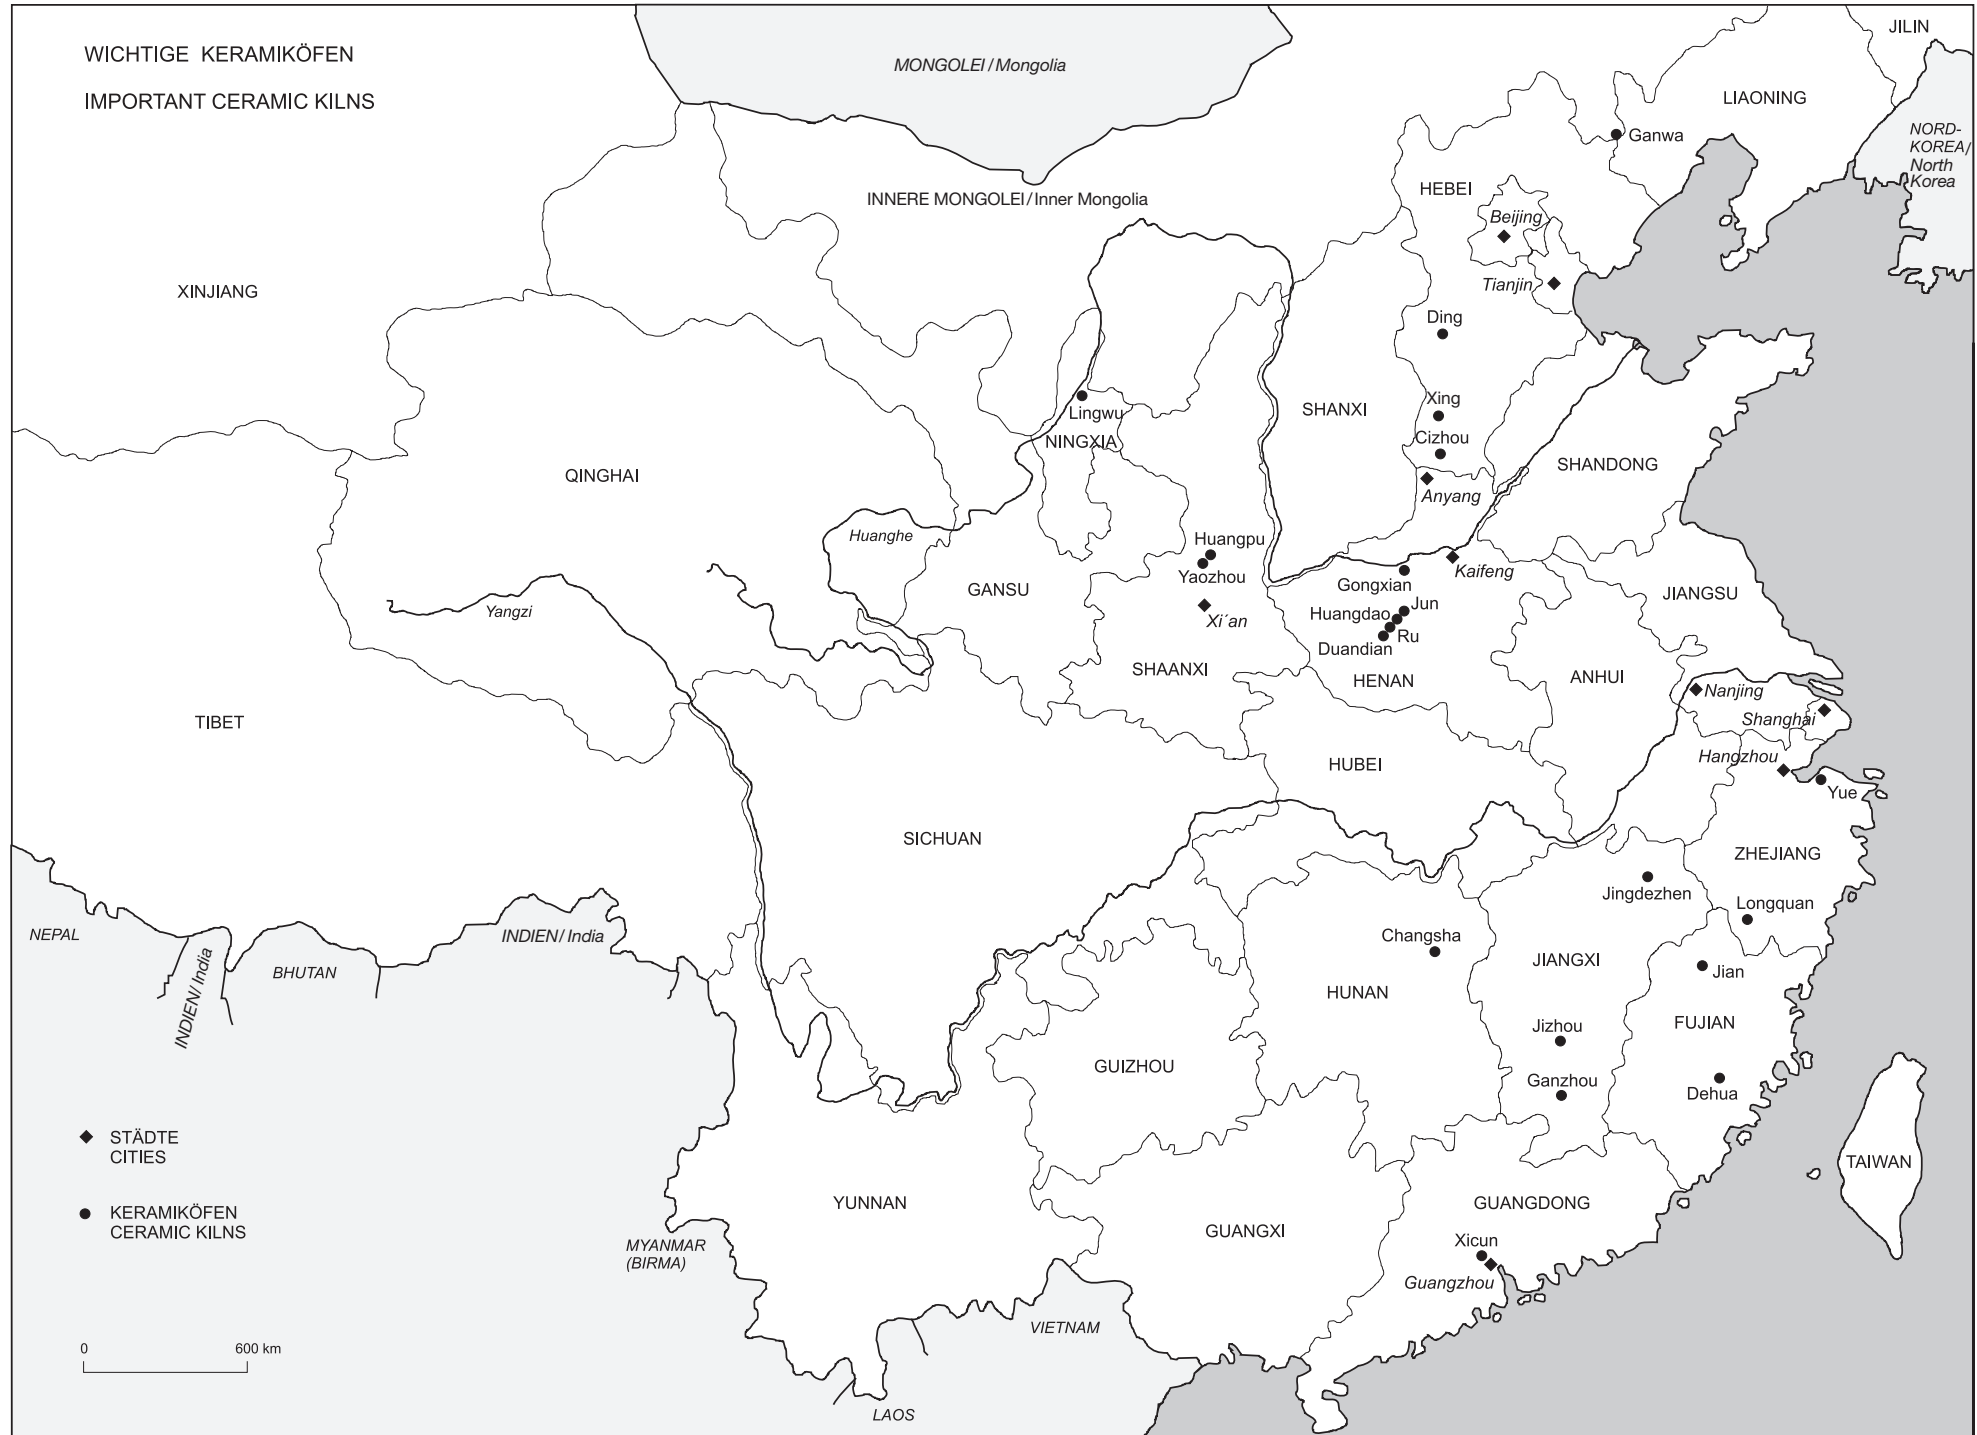 WICHTIGE KERAMIKÖFEN
IMPORTANT CERAMIC KILNS
MONGOLEI / Mongolia
JILIN
LIAONING
Ganwa
NORD-
KOREA /
North
Korea
HEBEI
INNERE MONGOLEI / Inner Mongolia
Beijing
XINJIANG
Tianjin
Ding
Xing
SHANXI
Lingwu
Cizhou
NINGXIA
SHANDONG
QINGHAI
Anyang
Huanghe
Huangpu
Yaozhou
Kaifeng
Gongxian
GANSU
JIANGSU
Yangzi
Jun
Huangdao
Xi´an
Ru
Duandian
SHAANXI
HENAN
ANHUI
Nanjing
TIBET
Shanghai
Hangzhou
HUBEI
Yue
SICHUAN
ZHEJIANG
Jingdezhen
Longquan
NEPAL
INDIEN / India
Changsha
JIANGXI
BHUTAN
Jian
INDIEN / India
HUNAN
FUJIAN
Jizhou
GUIZHOU
Ganzhou
Dehua
STÄDTE
CITIES
TAIWAN
YUNNAN
GUANGDONG
KERAMIKÖFEN
CERAMIC KILNS
GUANGXI
Xicun
MYANMAR
(BIRMA)
Guangzhou
VIETNAM
0 600 km
LAOS